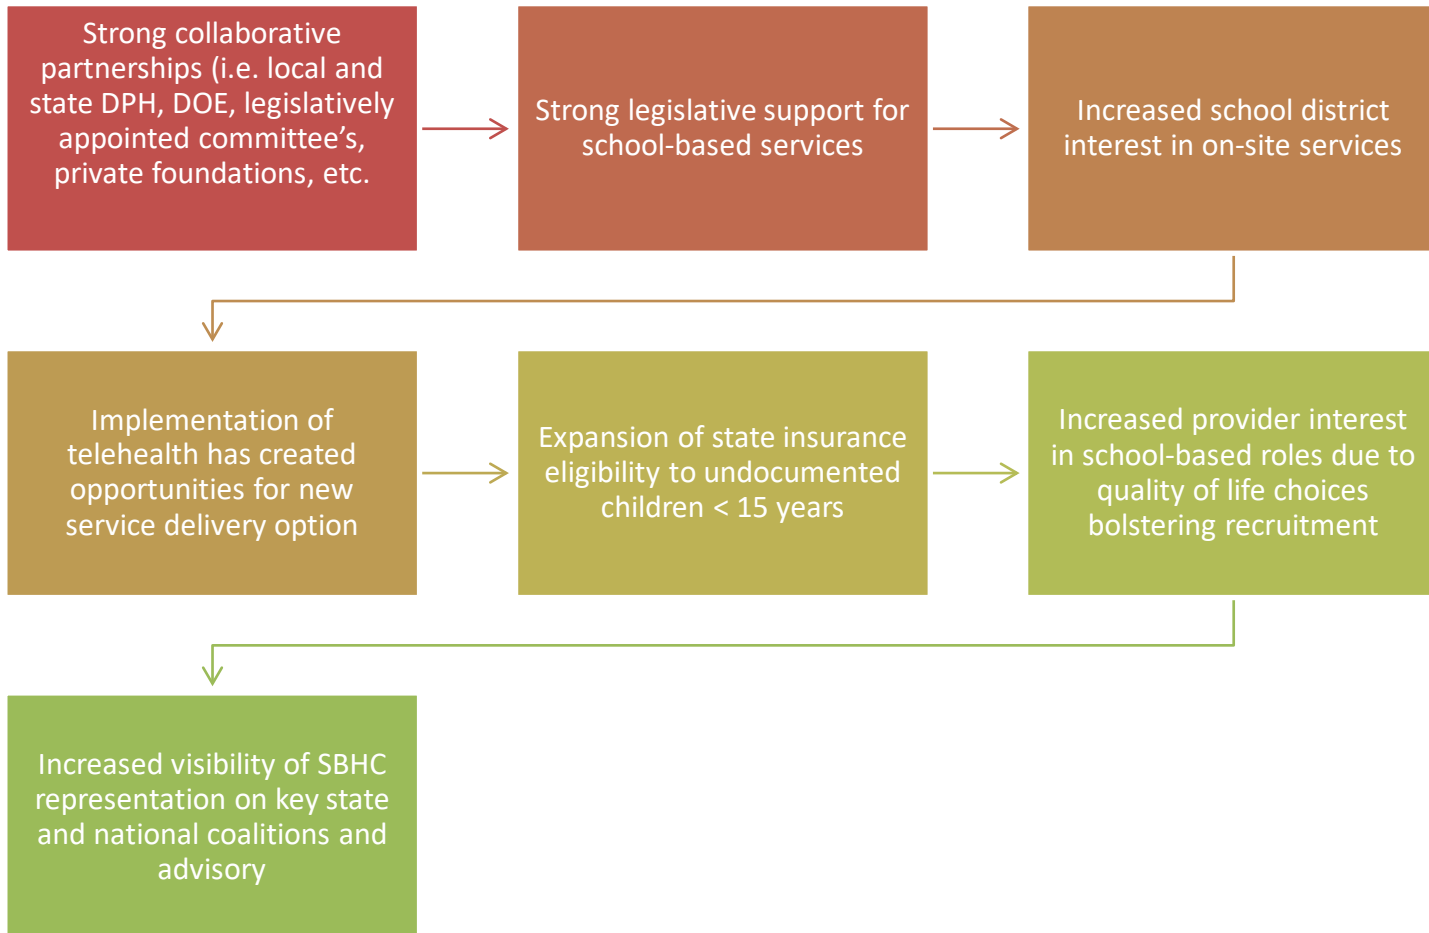 Strong collaborative
partnerships (i.e. local and
state DPH, DOE, legislatively
appointed committee’s,
private foundations, etc.
Strong legislative support for
school-based services
Increased school district
interest in on-site services
Implementation of
telehealth has created
opportunities for new
service delivery option
Expansion of state insurance
eligibility to undocumented
children < 15 years
Increased provider interest
in school-based roles due to
quality of life choices
bolstering recruitment
Increased visibility of SBHC
representation on key state
and national coalitions and
advisory